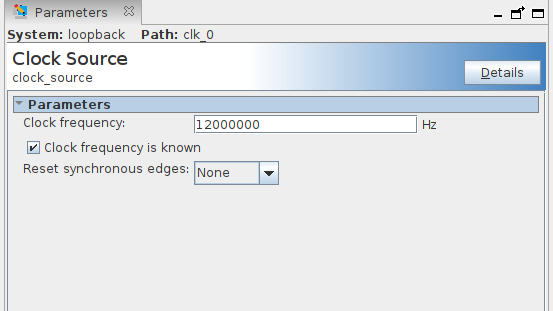 Parameters
System: loopback Path: clk_0
Clock Source
clock_source
Details
Parameters
Clock frequency: 12000000 Hz
Clock frequency is known
Reset synchronous edges: None